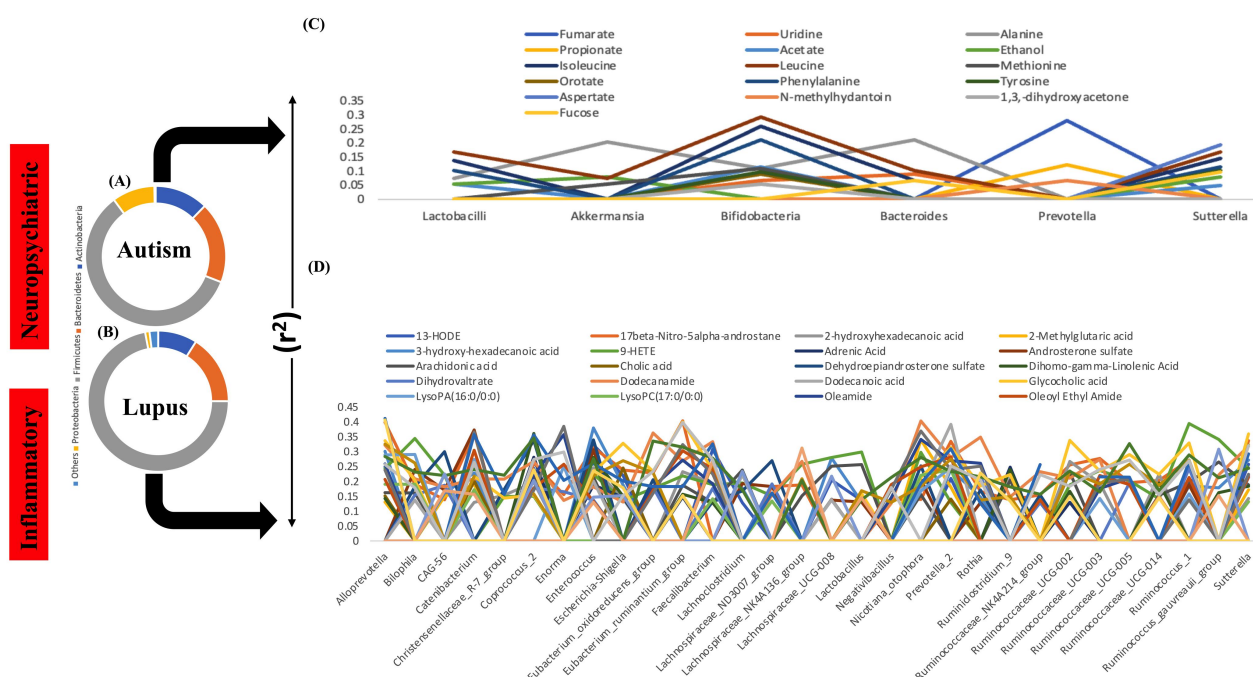 (C)
Fumarate Uridine Alanine
Propionate Acetate Ethanol
Isoleucine Leucine Methionine
Orotate Phenylalanine Tyrosine
Aspertate N-methylhydantoin 1,3,-dihydroxyacetone
Fucose
0.35
0.3
0.25
0.2
0.15
0.1
0.05
0
Lactobacilli Akkermansia Bifidobacteria Bacteroides Prevotella Sutterella
Neuropsychiatric
Inflammatory
Others Proteobacteria Firmicutes Bacteroidetes Actinobacteria
(A)
Autism
(B)
Lupus
(r²)
(D)
13-HODE 17beta-Nitro-5alpha-androstane 2-hydroxyhexadecanoic acid 2-Methylglutaric acid
3-hydroxy-hexadecanoic acid 9-HETE Adrenic Acid Androsterone sulfate
Arachidonic acid Cholic acid Dehydroepiandrosterone sulfate Dihomo-gamma-Linolenic Acid
Dihydrovaltrate Dodecanamide Dodecanoic acid Glycocholic acid
LysoPA(16:0/0:0) LysoPC(17:0/0:0) Oleamide Oleoyl Ethyl Amide
0.45
0.4
0.35
0.3
0.25
0.2
0.15
0.1
0.05
0
Alloprevotella
Bilophila
CAG-56
Catenibacterium
Christensenellaceae_R-7_group
Coprococcus_2
Enorma
Enterococcus
Escherichia-Shigella
Eubacterium_oxidoreducens_group
Eubacterium_ruminantium_group
Faecalibacterium
Lachnoclostridium
Lachnospiraceae_ND3007_group
Lachnospiraceae_NK4A136_group
Lachnospiraceae_UCG-008
Lactobacillus
Negativibacillus
Nicotiana_otophora
Prevotella_2
Rothia
Ruminidostridium_9
Ruminococcaceae_NK4A214_group
Ruminococcaceae_UCG-002
Ruminococcaceae_UCG-003
Ruminococcaceae_UCG-005
Ruminococcaceae_UCG-014
Ruminococcus_1
Ruminococcus_gauvreauii_group
Sutterella